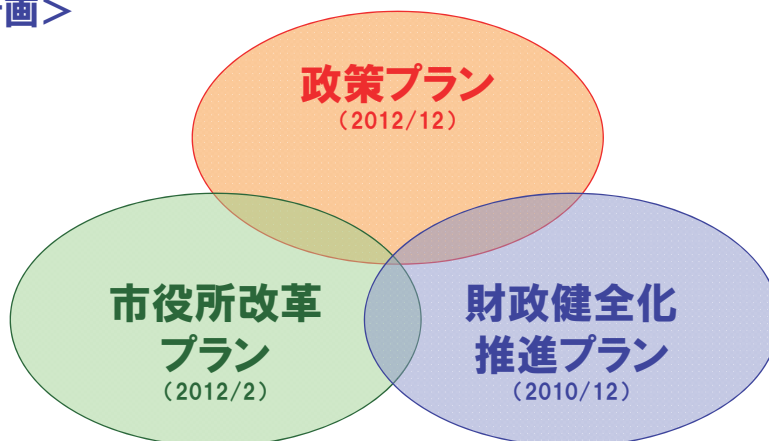 画＞
政策プラン
（2012/12）
市役所改革
プラン
（2012/2）
財政健全化
推進プラン
（2010/12）